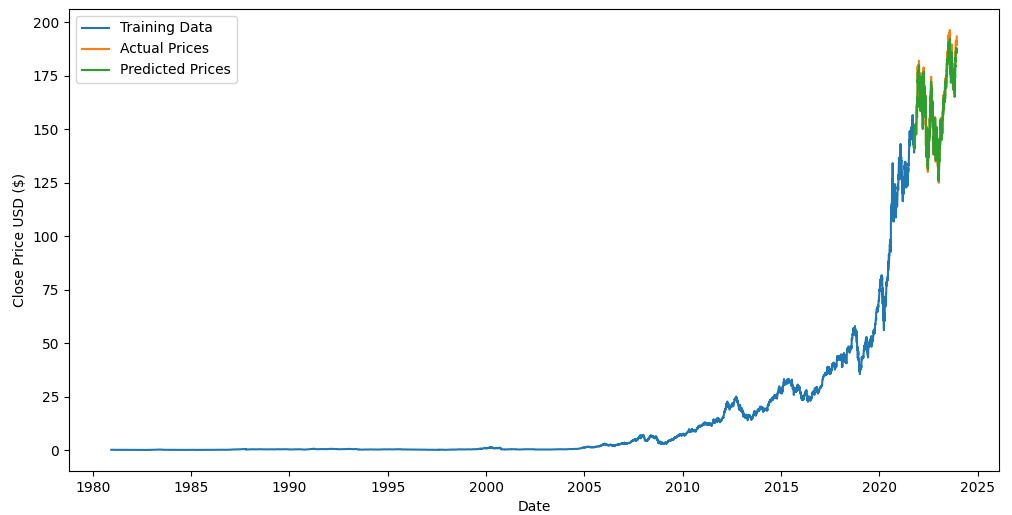 Training Data
Actual Prices
Predicted Prices
Close Price USD ($)
200
175
150
125
100
75
50
25
0
1980 1985 1990 1995 2000 2005 2010 2015 2020 2025
Date